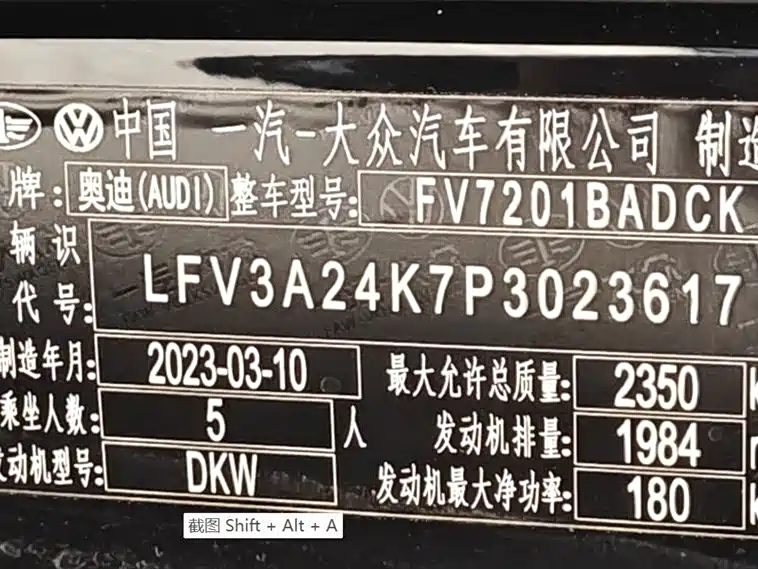 中国 一汽-大众汽车有限公司 制造
牌: 奥迪(AUDI) 整车型号: FV7201BADCK
辆识
代号: LFV3A24K7P3023617
制造年月: 2023-03-10 最大允许总质量: 2350 k
乘坐人数: 5 人 发动机排量: 1984
发动机型号: DKW 发动机最大净功率: 180 k
截图 Shift + Alt + A